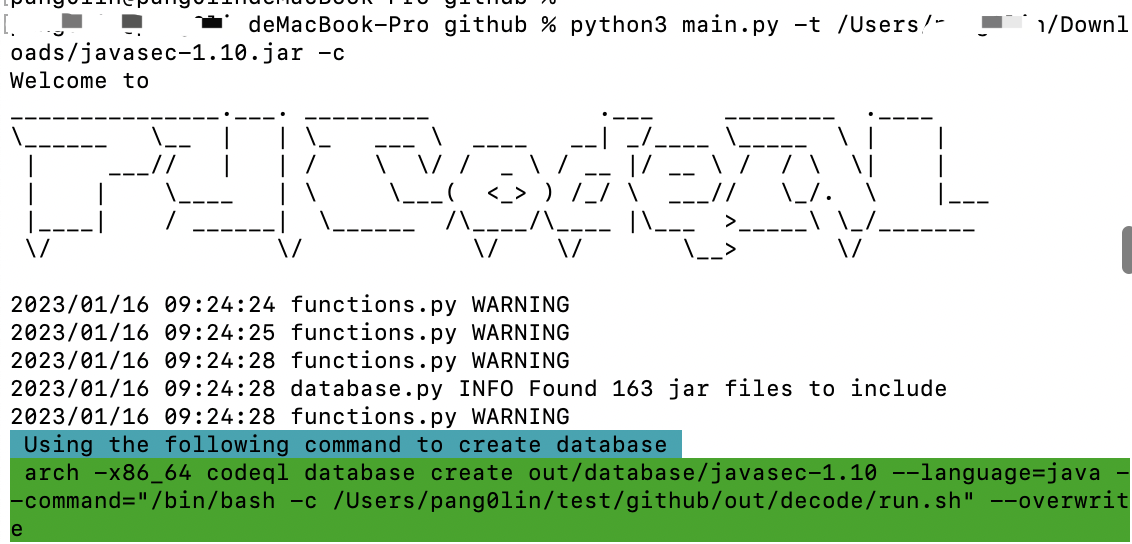 deMacBook-Pro github % python3 main.py -t /Users/ n/Downl
oads/javasec-1.10.jar -c
Welcome to
2023/01/16 09:24:24 functions.py WARNING
2023/01/16 09:24:25 functions.py WARNING
2023/01/16 09:24:28 functions.py WARNING
2023/01/16 09:24:28 database.py INFO Found 163 jar files to include
2023/01/16 09:24:28 functions.py WARNING
Using the following command to create database
arch -x86_64 codeql database create out/database/javasec-1.10 --language=java -
-command="/bin/bash -c /Users/pang0lin/test/github/out/decode/run.sh" --overwrit
e